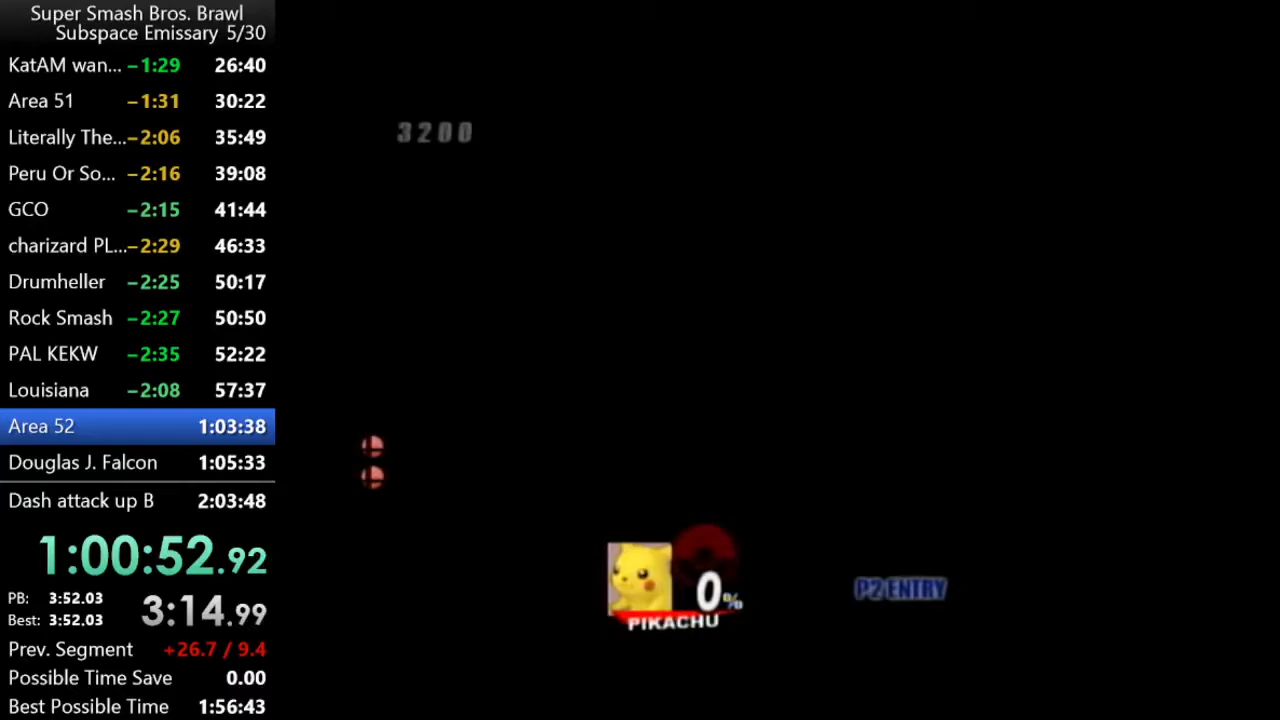 Super Smash Bros. Brawl
Subspace Emissary 5/30
KatAM wan... −1:29 26:40
Area 51 −1:31 30:22
Literally The... −2:06 35:49
Peru Or So... −2:16 39:08
GCO −2:15 41:44
charizard PL... −2:29 46:33
Drumheller −2:25 50:17
Rock Smash −2:27 50:50
PAL KEKW −2:35 52:22
Louisiana −2:08 57:37
Area 52 1:03:38
Douglas J. Falcon 1:05:33
Dash attack up B 2:03:48
1:00:52.92
PB: 3:52.03
Best: 3:52.03
3:14.99
Prev. Segment +26.7 / 9.4
Possible Time Save 0.00
Best Possible Time 1:56:43
3200
0%
PIKACHU
P2 ENTRY